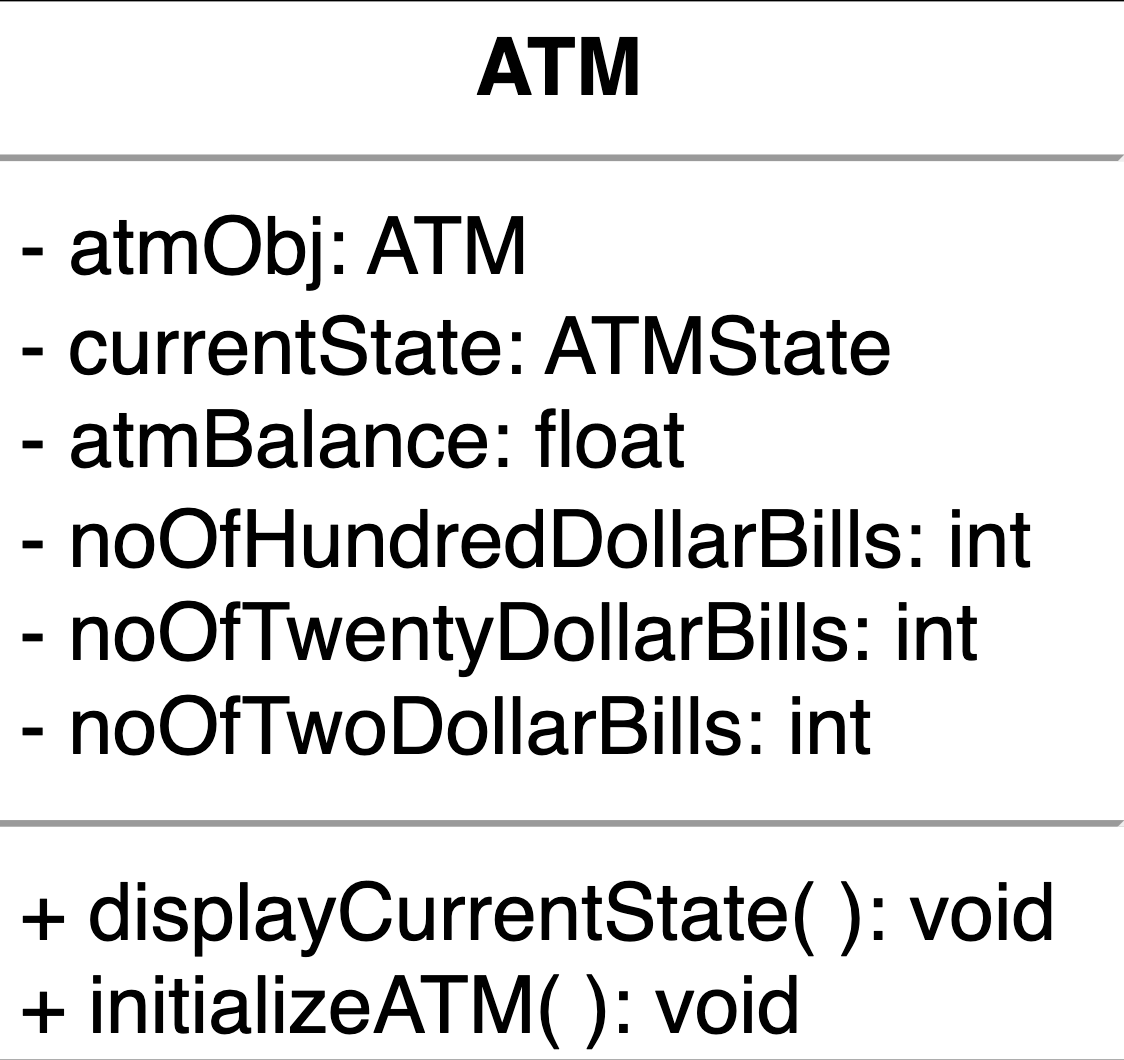 ATM
- atmObj: ATM
- currentState: ATMState
- atmBalance: float
- noOfHundredDollarBills: int
- noOfTwentyDollarBills: int
- noOfTwoDollarBills: int
+ displayCurrentState( ): void
+ initializeATM( ): void